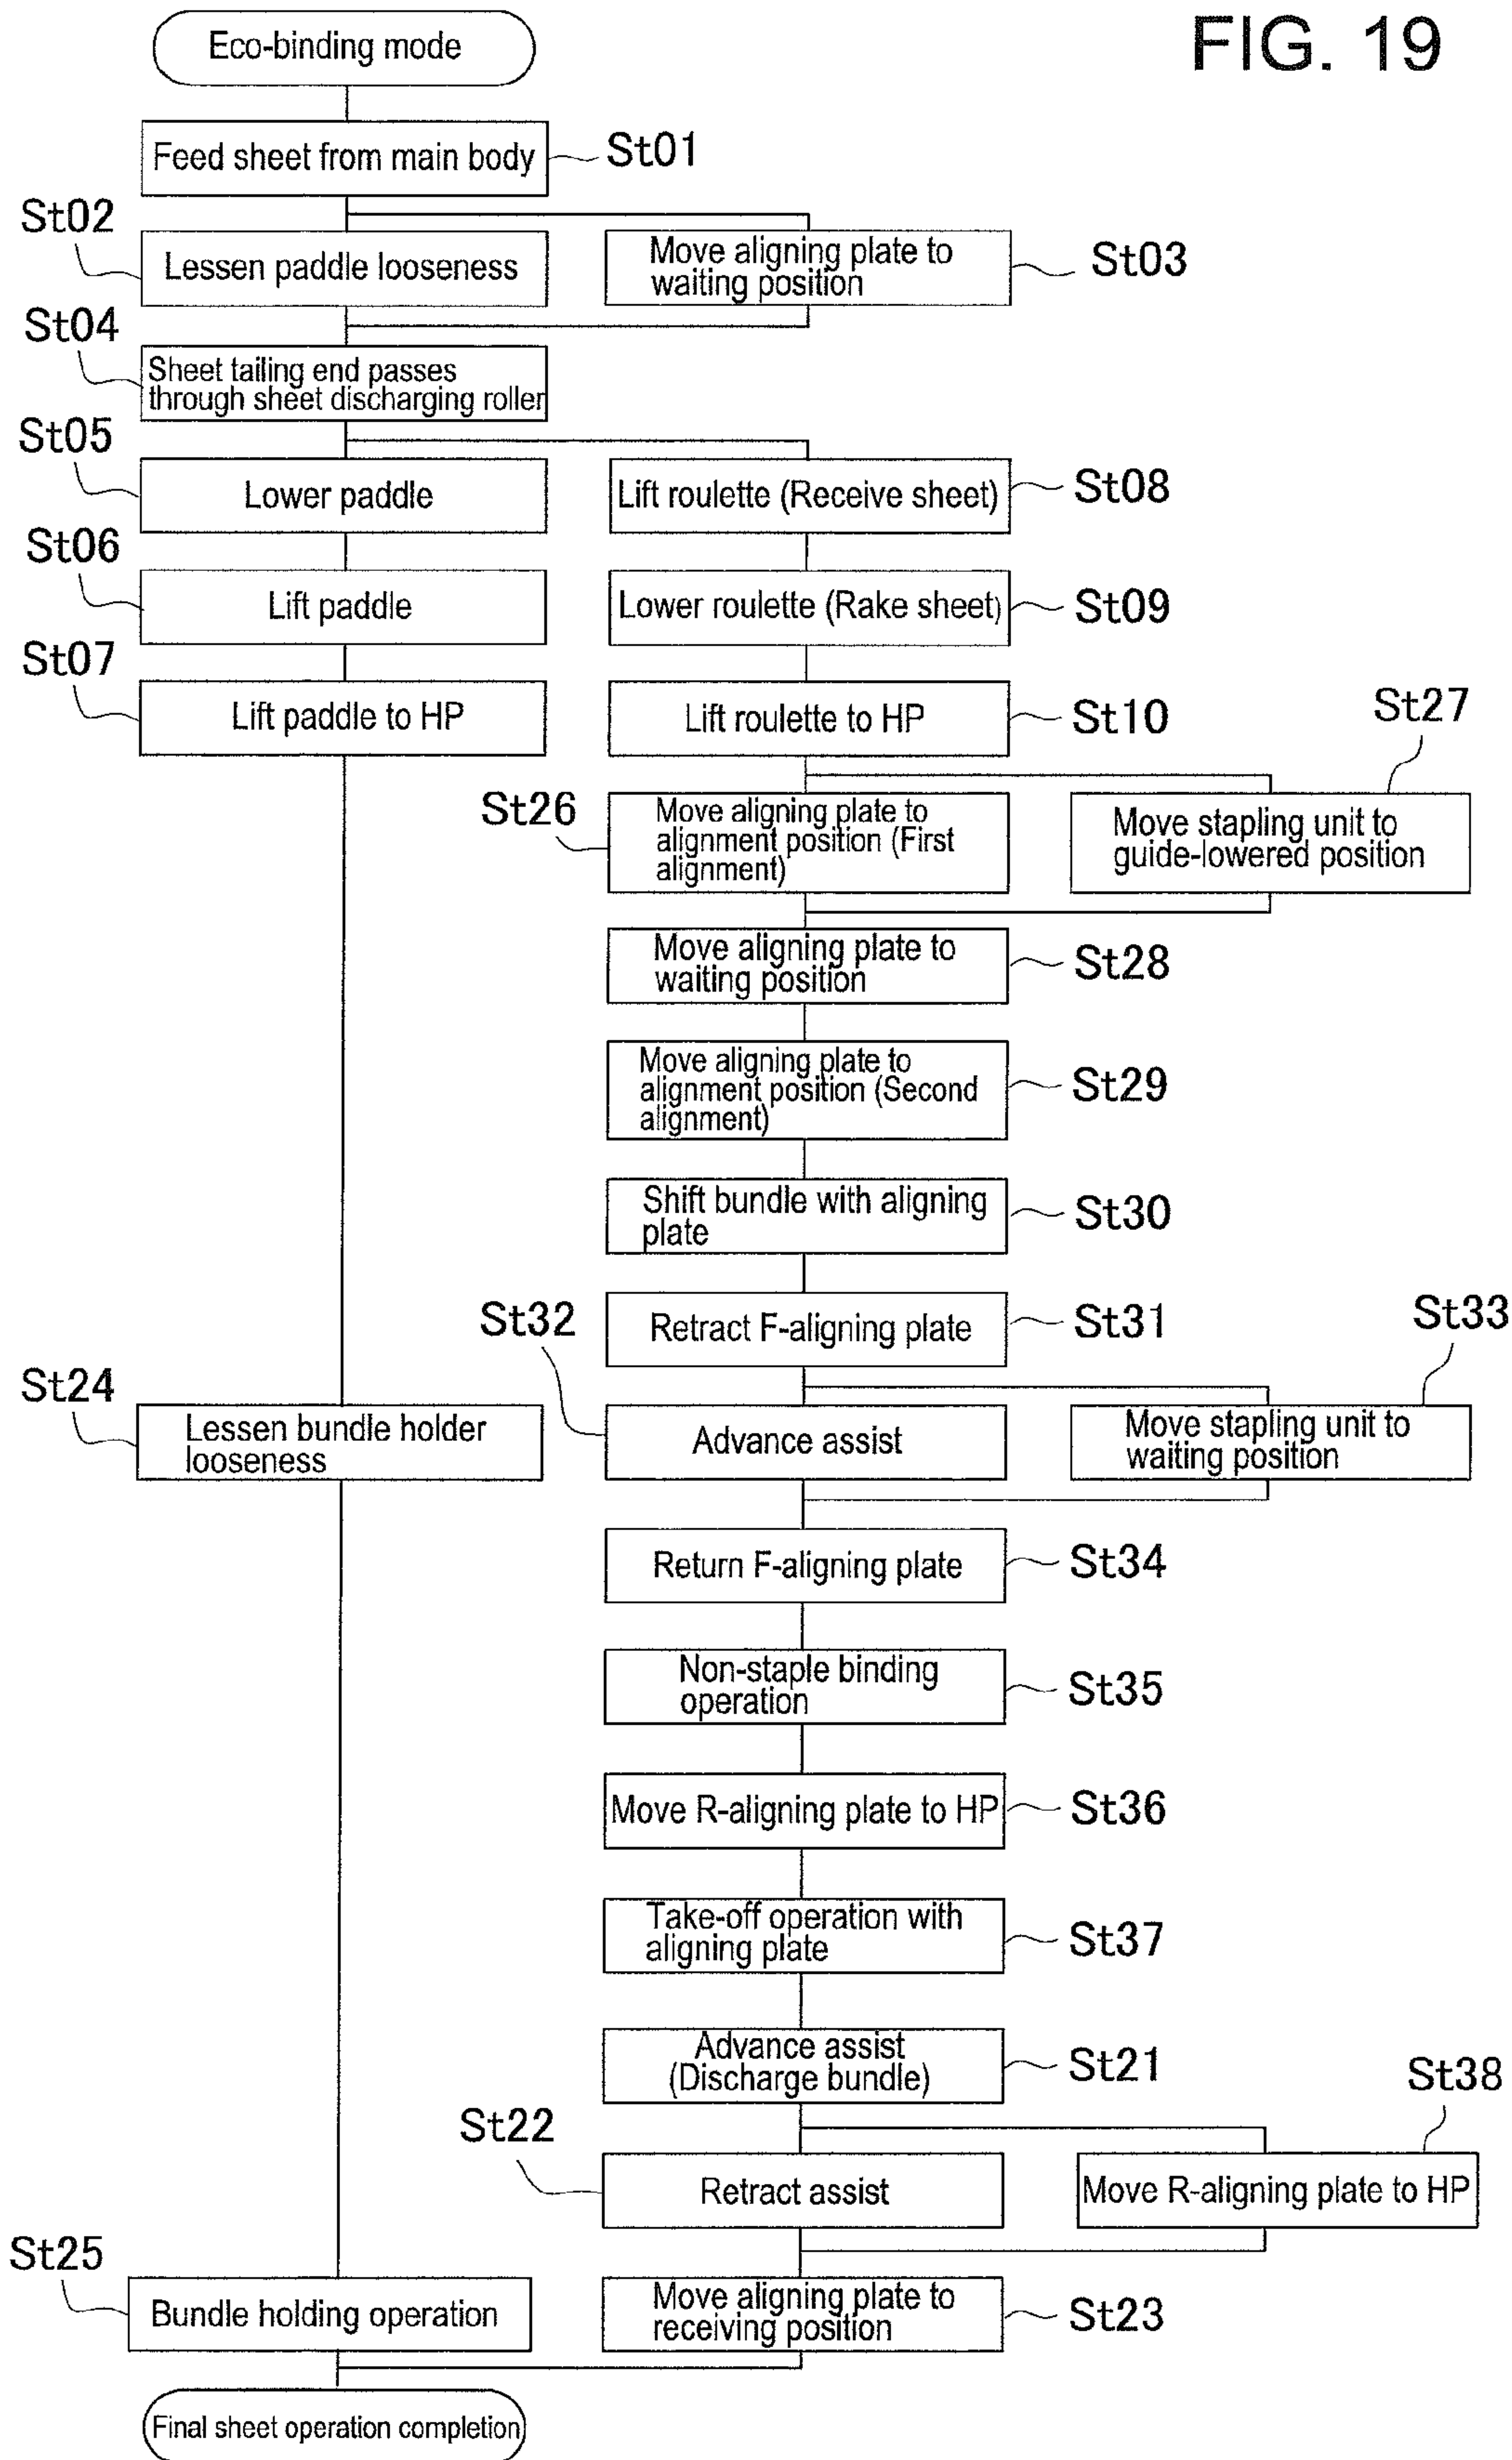 FIG. 19
Eco-binding mode
Feed sheet from main body
St01
St02
Lessen paddle looseness
Move aligning plate to
waiting position
St03
St04
Sheet tailing end passes
through sheet discharging roller
St05
Lower paddle
Lift roulette (Receive sheet)
St08
St06
Lift paddle
Lower roulette (Rake sheet)
St09
St07
Lift paddle to HP
Lift roulette to HP
St10
St27
St26
Move aligning plate to
alignment position (First
alignment)
Move stapling unit to
guide-lowered position
Move aligning plate to
waiting position
St28
Move aligning plate to
alignment position (Second
alignment)
St29
Shift bundle with aligning
plate
St30
St32
Retract F-aligning plate
St31
St33
St24
Lessen bundle holder
looseness
Advance assist
Move stapling unit to
waiting position
Return F-aligning plate
St34
Non-staple binding
operation
St35
Move R-aligning plate to HP
St36
Take-off operation with
aligning plate
St37
Advance assist
(Discharge bundle)
St21
St38
St22
Retract assist
Move R-aligning plate to HP
St25
Bundle holding operation
Move aligning plate to
receiving position
St23
Final sheet operation completion